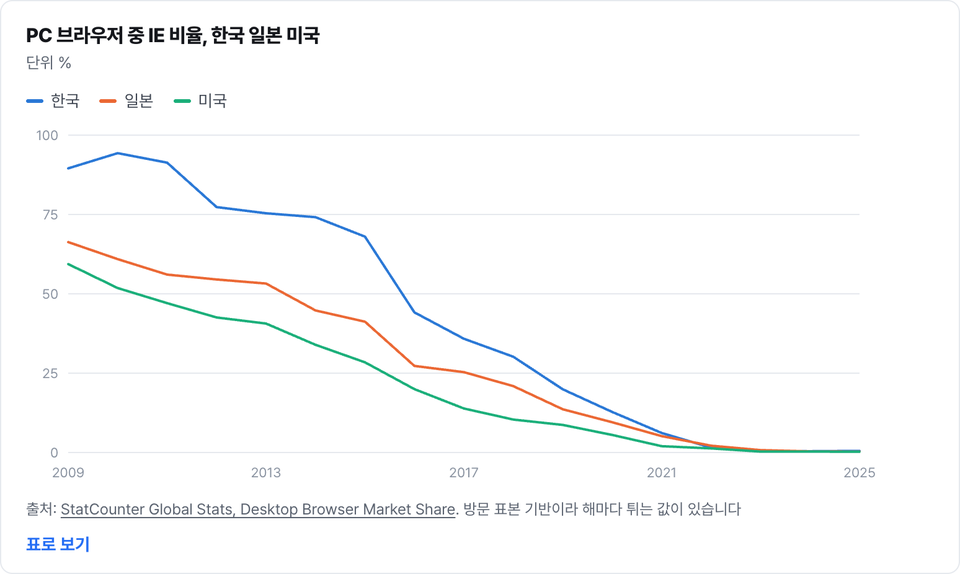 PC 브라우저 중 IE 비율, 한국 일본 미국
단위 %
한국 일본 미국
100
75
50
25
0
2009 2013 2017 2021 2025
출처: StatCounter Global Stats, Desktop Browser Market Share. 방문 표본 기반이라 해마다 튀는 값이 있습니다
표로 보기